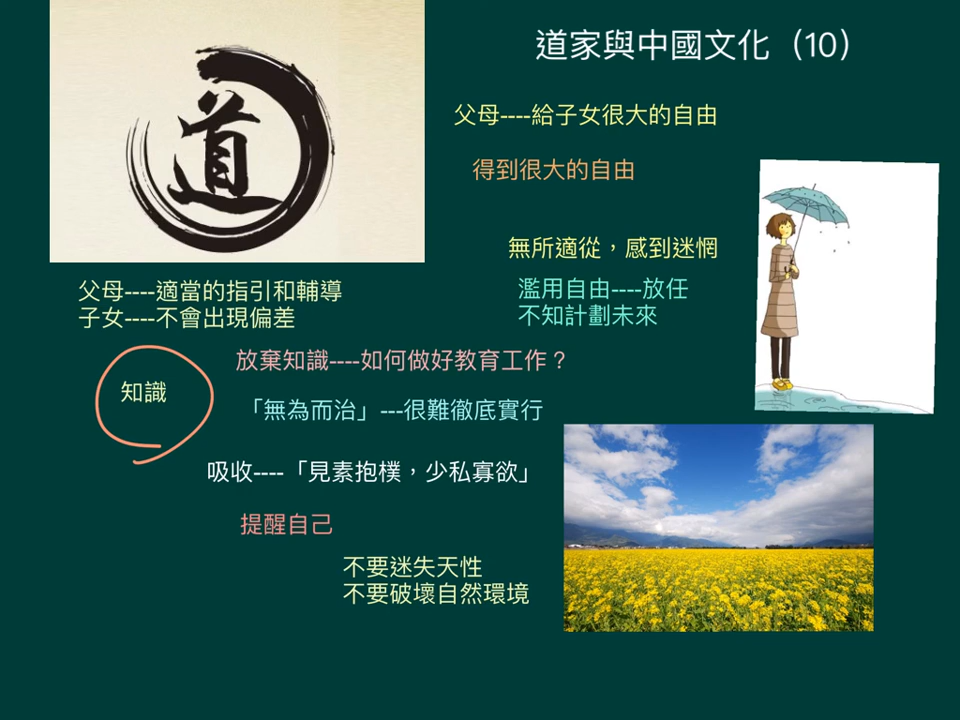 道
道家與中國文化（10）
父母----給子女很大的自由
得到很大的自由
無所適從，感到迷惘
濫用自由----放任
不知計劃未來
父母----適當的指引和輔導
子女----不會出現偏差
放棄知識----如何做好教育工作？
知識
「無為而治」---很難徹底實行
吸收----「見素抱樸，少私寡欲」
提醒自己
不要迷失天性
不要破壞自然環境